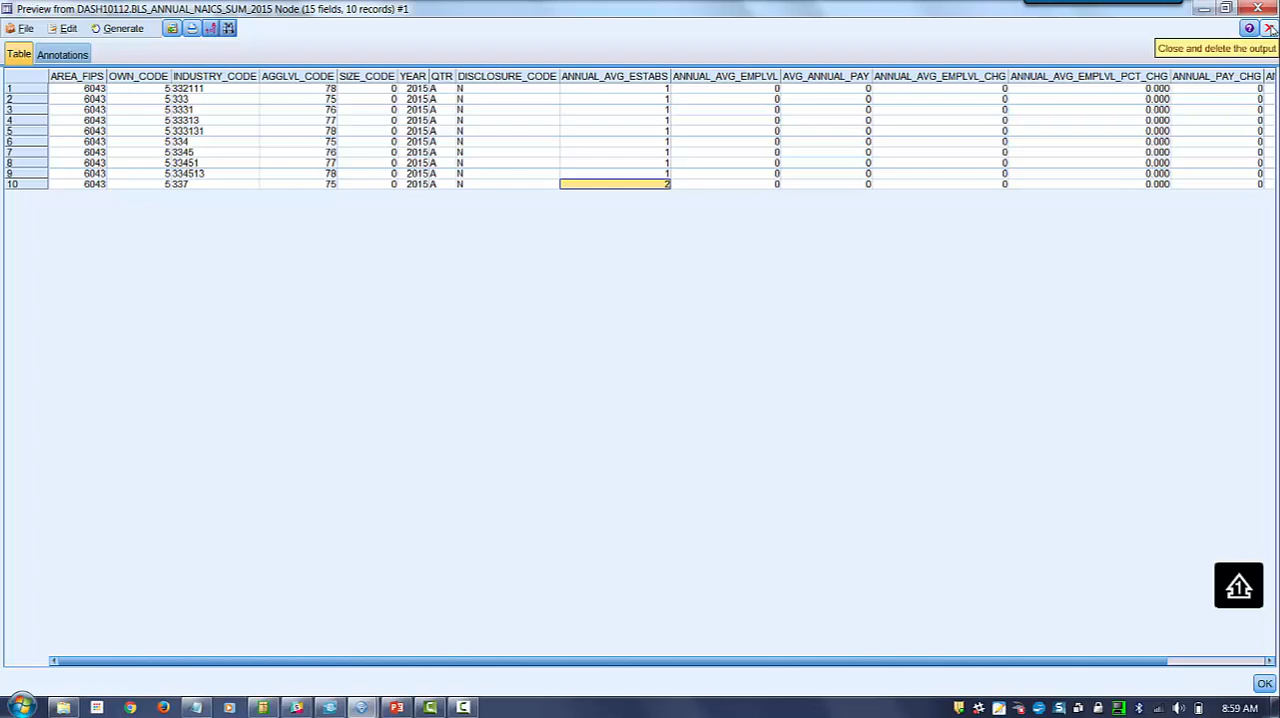 Preview from DASH10112.BLS_ANNUAL_NAICS_SUM_2015 Node (15 fields, 10 records) #1
File Edit Generate
Close and delete the output
Table Annotations
AREA_FIPS OWN_CODE INDUSTRY_CODE AGGLVL_CODE SIZE_CODE YEAR QTR DISCLOSURE_CODE ANNUAL_AVG_ESTABS ANNUAL_AVG_EMPLVL AVG_ANNUAL_PAY ANNUAL_AVG_EMPLVL_CHG ANNUAL_AVG_EMPLVL_PCT_CHG ANNUAL_PAY_CHG
1 6043 5 332111 78 0 2015 A N 1 0 0 0 0.000 0
2 6043 5 333 75 0 2015 A N 1 0 0 0 0.000 0
3 6043 5 3331 76 0 2015 A N 1 0 0 0 0.000 0
4 6043 5 33313 77 0 2015 A N 1 0 0 0 0.000 0
5 6043 5 333131 78 0 2015 A N 1 0 0 0 0.000 0
6 6043 5 334 75 0 2015 A N 1 0 0 0 0.000 0
7 6043 5 3345 76 0 2015 A N 1 0 0 0 0.000 0
8 6043 5 33451 77 0 2015 A N 1 0 0 0 0.000 0
9 6043 5 334513 78 0 2015 A N 1 0 0 0 0.000 0
10 6043 5 337 75 0 2015 A N 2 0 0 0 0.000 0
1
OK
8:59 AM